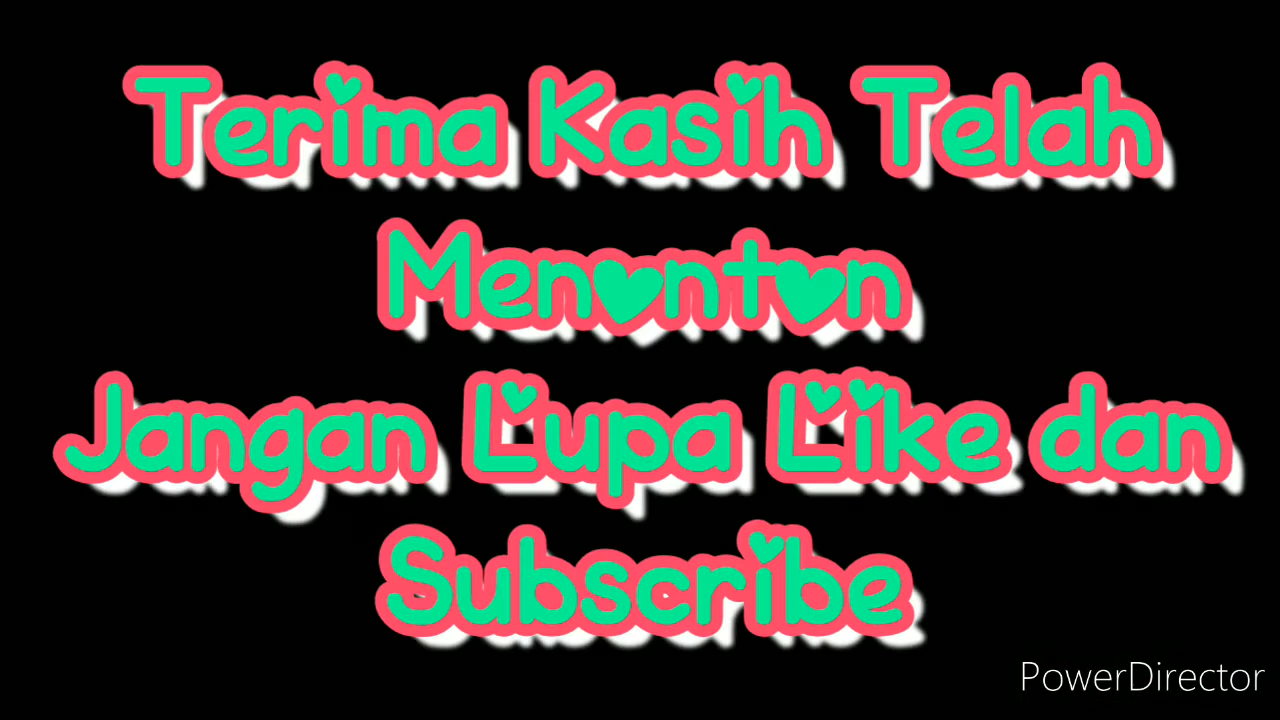 Terima Kasih Telah
Menonton
Jangan Lupa Like dan
Subscribe
PowerDirector